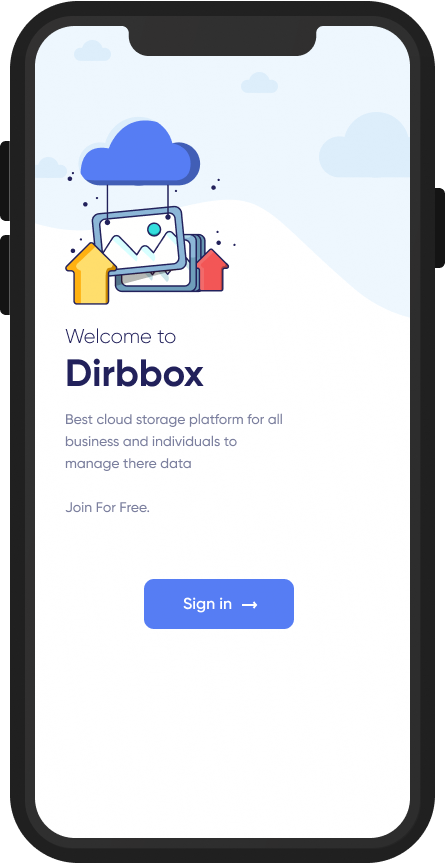 Welcome to
Dirbbox
Best cloud storage platform for all
business and individuals to
manage there data
Join For Free.
Sign in